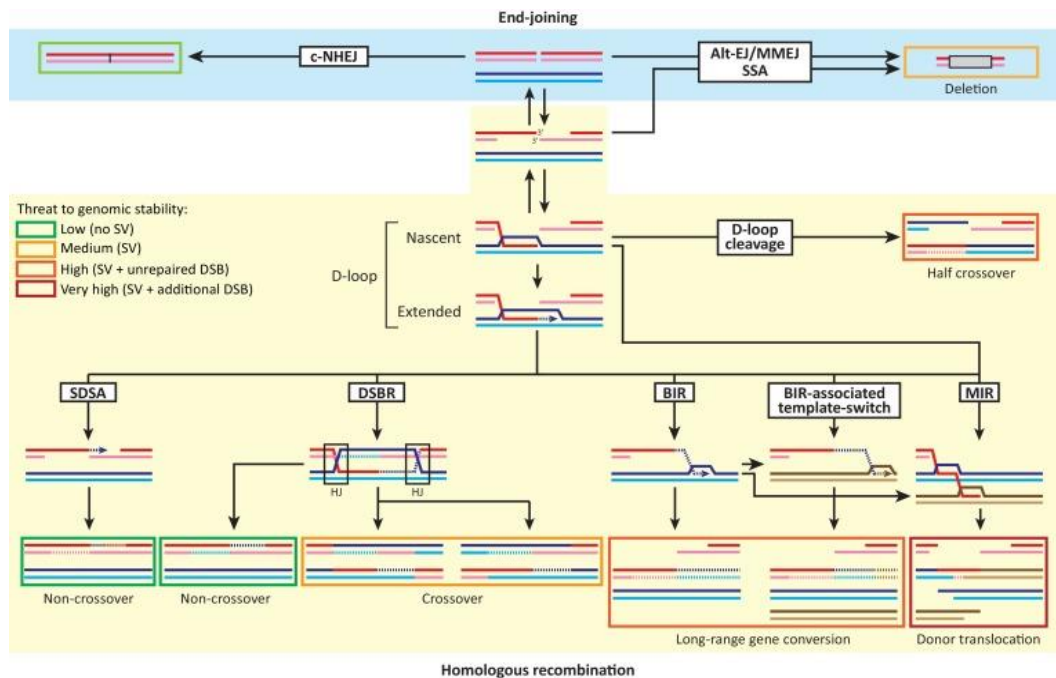 End-joining
c-NHEJ
Alt-EJ/MMEJ
SSA
Deletion
3'
3'
Threat to genomic stability:
Low (no SV)
Medium (SV)
High (SV + unrepaired DSB)
Very high (SV + additional DSB)
Nascent
D-loop
Extended
D-loop
cleavage
Half crossover
SDSA
DSBR
BIR
BIR-associated
template-switch
MIR
HJ
HJ
Non-crossover
Non-crossover
Crossover
Long-range gene conversion
Donor translocation
Homologous recombination